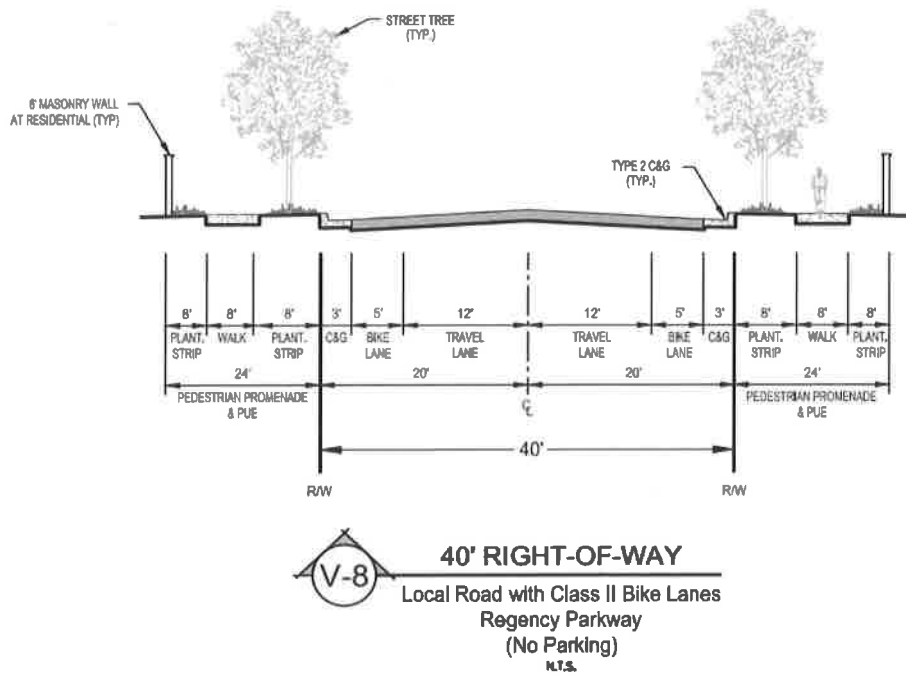 STREET TREE
(TYP.)
6' MASONRY WALL
AT RESIDENTIAL (TYP)
TYPE 2 C&G
(TYP.)
8' 8' 8' 3' 5' 12' 12' 5' 3' 8' 8' 8'
PLANT. WALK PLANT. C&G BIKE TRAVEL TRAVEL BIKE C&G PLANT. WALK PLANT.
STRIP STRIP LANE LANE LANE LANE STRIP STRIP
24' 20' 20' 24'
PEDESTRIAN PROMENADE PEDESTRIAN PROMENADE
& PUE & PUE
℄
40'
R/W R/W
V-8
40' RIGHT-OF-WAY
Local Road with Class II Bike Lanes
Regency Parkway
(No Parking)
N.T.S.